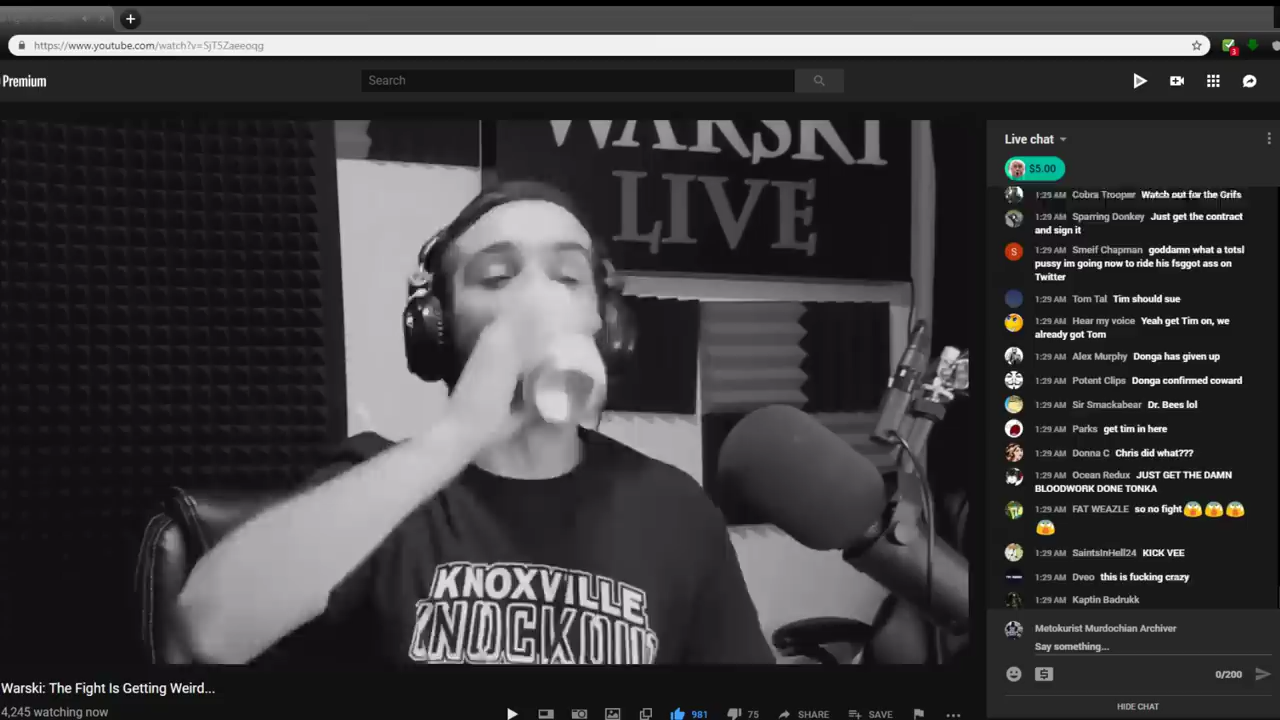 https://www.youtube.com/watch?v=SjT5Zaeeoqg
Premium
Search
WARSKI
LIVE
KNOXVILLE
KNOCKOUT
Live chat
$5.00
1:29 AM Cobra Trooper Watch out for the Grifs
1:29 AM Sparring Donkey Just get the contract
and sign it
S
1:29 AM Smeif Chapman goddamn what a totsl
pussy im going now to ride his fsggot ass on
Twitter
1:29 AM Tom Tal Tim should sue
1:29 AM Hear my voice Yeah get Tim on, we
already got Tom
1:29 AM Alex Murphy Donga has given up
1:29 AM Potent Clips Donga confirmed coward
1:29 AM Sir Smackabear Dr. Bees lol
1:29 AM Parks get tim in here
1:29 AM Donna C Chris did what???
1:29 AM Ocean Redux JUST GET THE DAMN
BLOODWORK DONE TONKA
1:29 AM FAT WEAZLE so no fight
1:29 AM SaintsInHell24 KICK VEE
1:29 AM Dveo this is fucking crazy
1:29 AM Kaptin Badrukk
Metokurist Murdochian Archiver
Say something...
0/200
HIDE CHAT
Warski: The Fight Is Getting Weird...
4,245 watching now
981
75
SHARE
SAVE
3